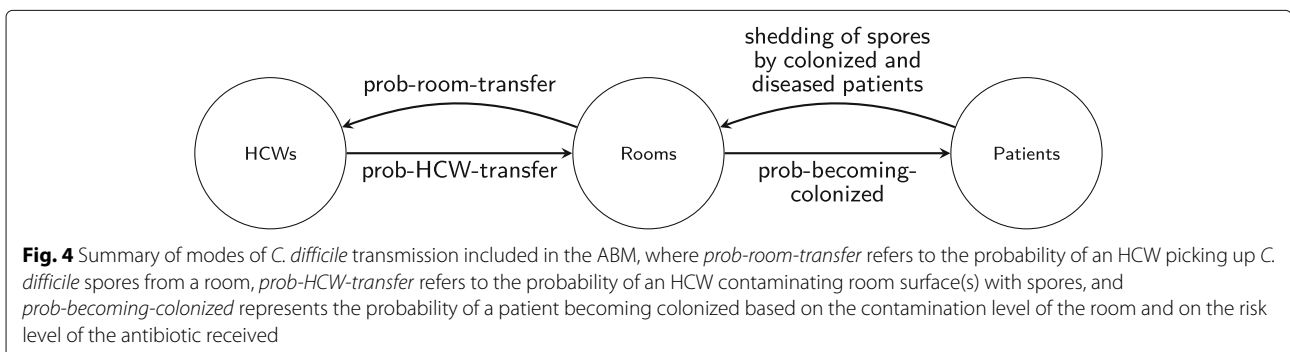 shedding of spores
by colonized and
diseased patients
prob-room-transfer
HCWs
Rooms
Patients
prob-HCW-transfer
prob-becoming-
colonized
Fig. 4 Summary of modes of C. difficile transmission included in the ABM, where prob-room-transfer refers to the probability of an HCW picking up C.
difficile spores from a room, prob-HCW-transfer refers to the probability of an HCW contaminating room surface(s) with spores, and
prob-becoming-colonized represents the probability of a patient becoming colonized based on the contamination level of the room and on the risk
level of the antibiotic received